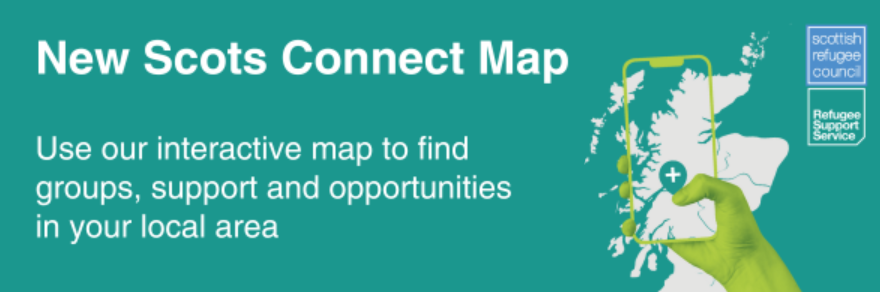 New Scots Connect Map
Use our interactive map to find
groups, support and opportunities
in your local area
scottish
refugee
council
Refugee
Support
Service